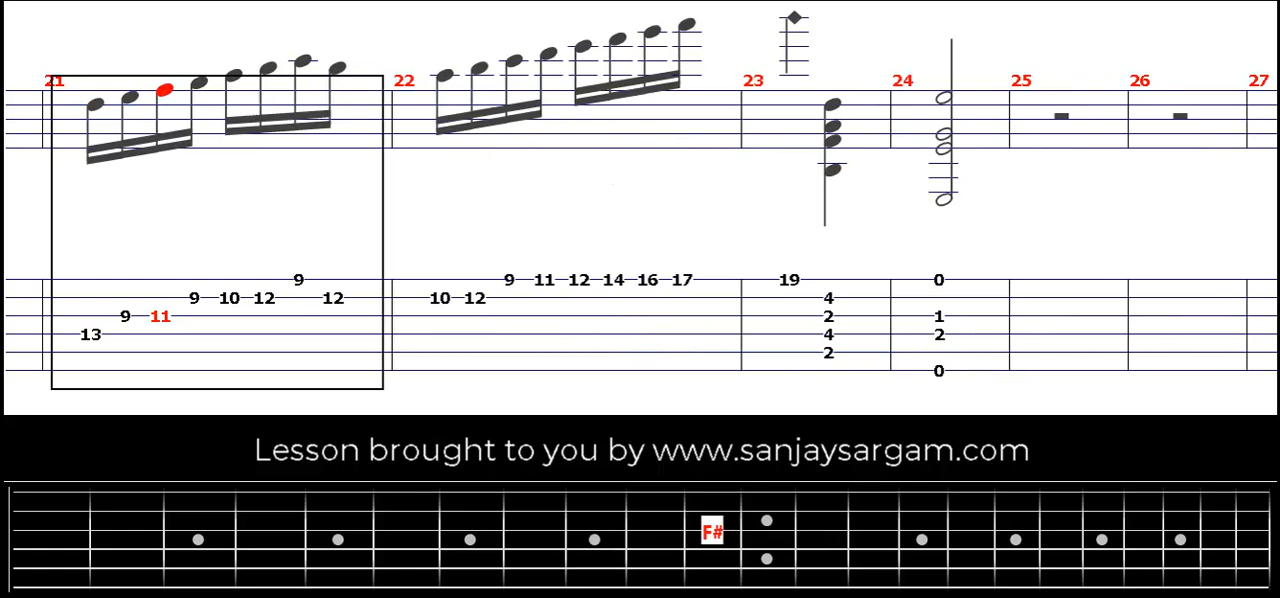 21 22 23 24 25 26 27
9 9 11 12 14 16 17 19 0
9 10 12 12 10 12 4
9 11 2 1
13 4 2
2
0
Lesson brought to you by www.sanjaysargam.com
F#